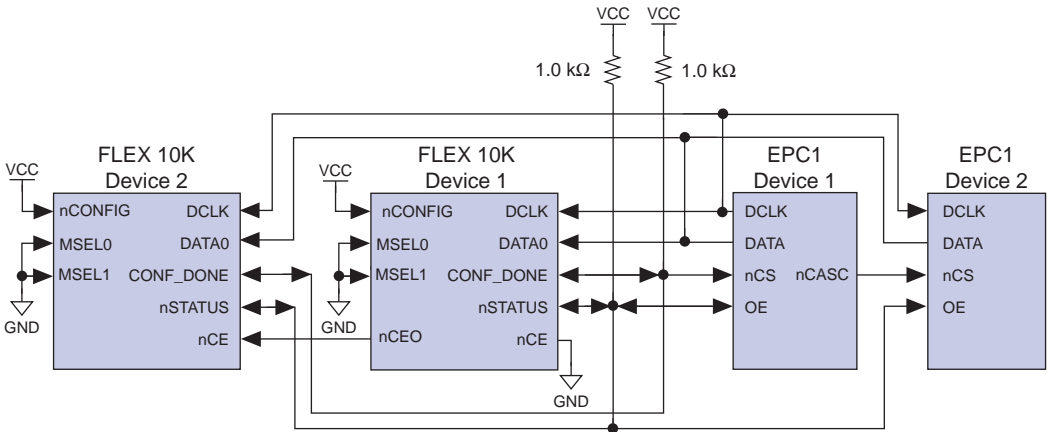 VCC
VCC
1.0 kΩ
1.0 kΩ
FLEX 10K
Device 2
VCC
nCONFIG
DCLK
MSEL0
DATA0
MSEL1
CONF_DONE
nSTATUS
nCE
GND
FLEX 10K
Device 1
VCC
nCONFIG
DCLK
MSEL0
DATA0
MSEL1
CONF_DONE
nSTATUS
nCEO
nCE
GND
GND
EPC1
Device 1
DCLK
DATA
nCS
nCASC
OE
EPC1
Device 2
DCLK
DATA
nCS
OE